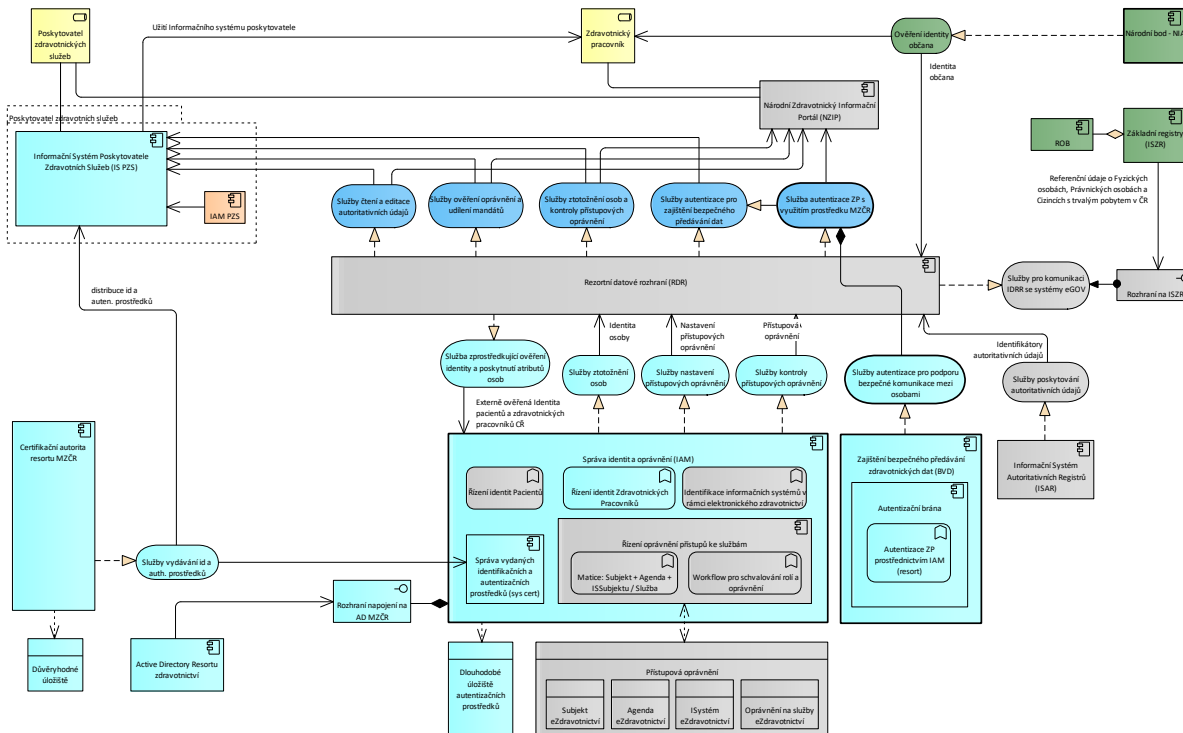 Poskytovatel
zdravotnických
služeb
Užití Informačního systému poskytovatele
Zdravotnický
pracovník
Ověření identity
občana
Národní bod - NIA
Identita
občana
Národní Zdravotnický Informační
Portál (NZIP)
Poskytovatel zdravotních služeb
Informační Systém Poskytovatele
Zdravotních Služeb (IS PZS)
IAM PZS
ROB
Základní registry
(ISZR)
Referenční údaje o Fyzických
osobách, Právnických osobách a
Cizincích s trvalým pobytem v ČR
Služby čtení a editace
autoritativních údajů
Služby ověření oprávnění a
udílení mandátů
Služby ztotožnění osob a
kontroly přístupových
oprávnění
Služby autentizace pro
zajištění bezpečného
předávání dat
Služba autentizace ZP s
využitím prostředku MZČR
Rezortní datové rozhraní (RDR)
Služby pro komunikaci
IDRR se systémy eGOV
Rozhraní na ISZR
distribuce id a
auten. prostředků
Identita
osoby
Nastavení
přístupových
oprávnění
Přístupová
oprávnění
Identifikátory
autoritativních údajů
Služba zprostředkující ověření
identity a poskytnutí atributů
osob
Služby ztotožnění
osob
Služby nastavení
přístupových oprávnění
Služby kontroly
přístupových oprávnění
Služby autentizace pro podporu
bezpečné komunikace mezi
osobami
Služby poskytování
autoritativních údajů
Externě ověřená Identita
pacientů a zdravotnických
pracovníků CŘ
Certifikační autorita
resortu MZČR
Správa identit a oprávnění (IAM)
Řízení identit Pacientů
Řízení identit Zdravotnických
Pracovníků
Identifikace informačních systémů v
rámci elektronického zdravotnictví
Zajištění bezpečného předávání
zdravotnických dat (BVD)
Autentizační brána
Autentizace ZP
prostřednictvím IAM
(resort)
Informační Systém
Autoritativních Registrů
(ISAR)
Řízení oprávnění přístupů ke službám
Matice: Subjekt + Agenda +
ISSubjektu / Služba
Workflow pro schvalování rolí a
oprávnění
Správa vydaných
identifikačních a
autentizačních
prostředků (sys cert)
Služby vydávání id a
auth. prostředků
Rozhraní napojení na
AD MZČR
Důvěryhodné
úložiště
Active Directory Resortu
zdravotnictví
Dlouhodobé
úložiště
autentizačních
prostředků
Přístupová oprávnění
Subjekt
eZdravotnictví
Agenda
eZdravotnictví
ISystém
eZdravotnictví
Oprávnění na služby
eZdravotnictví